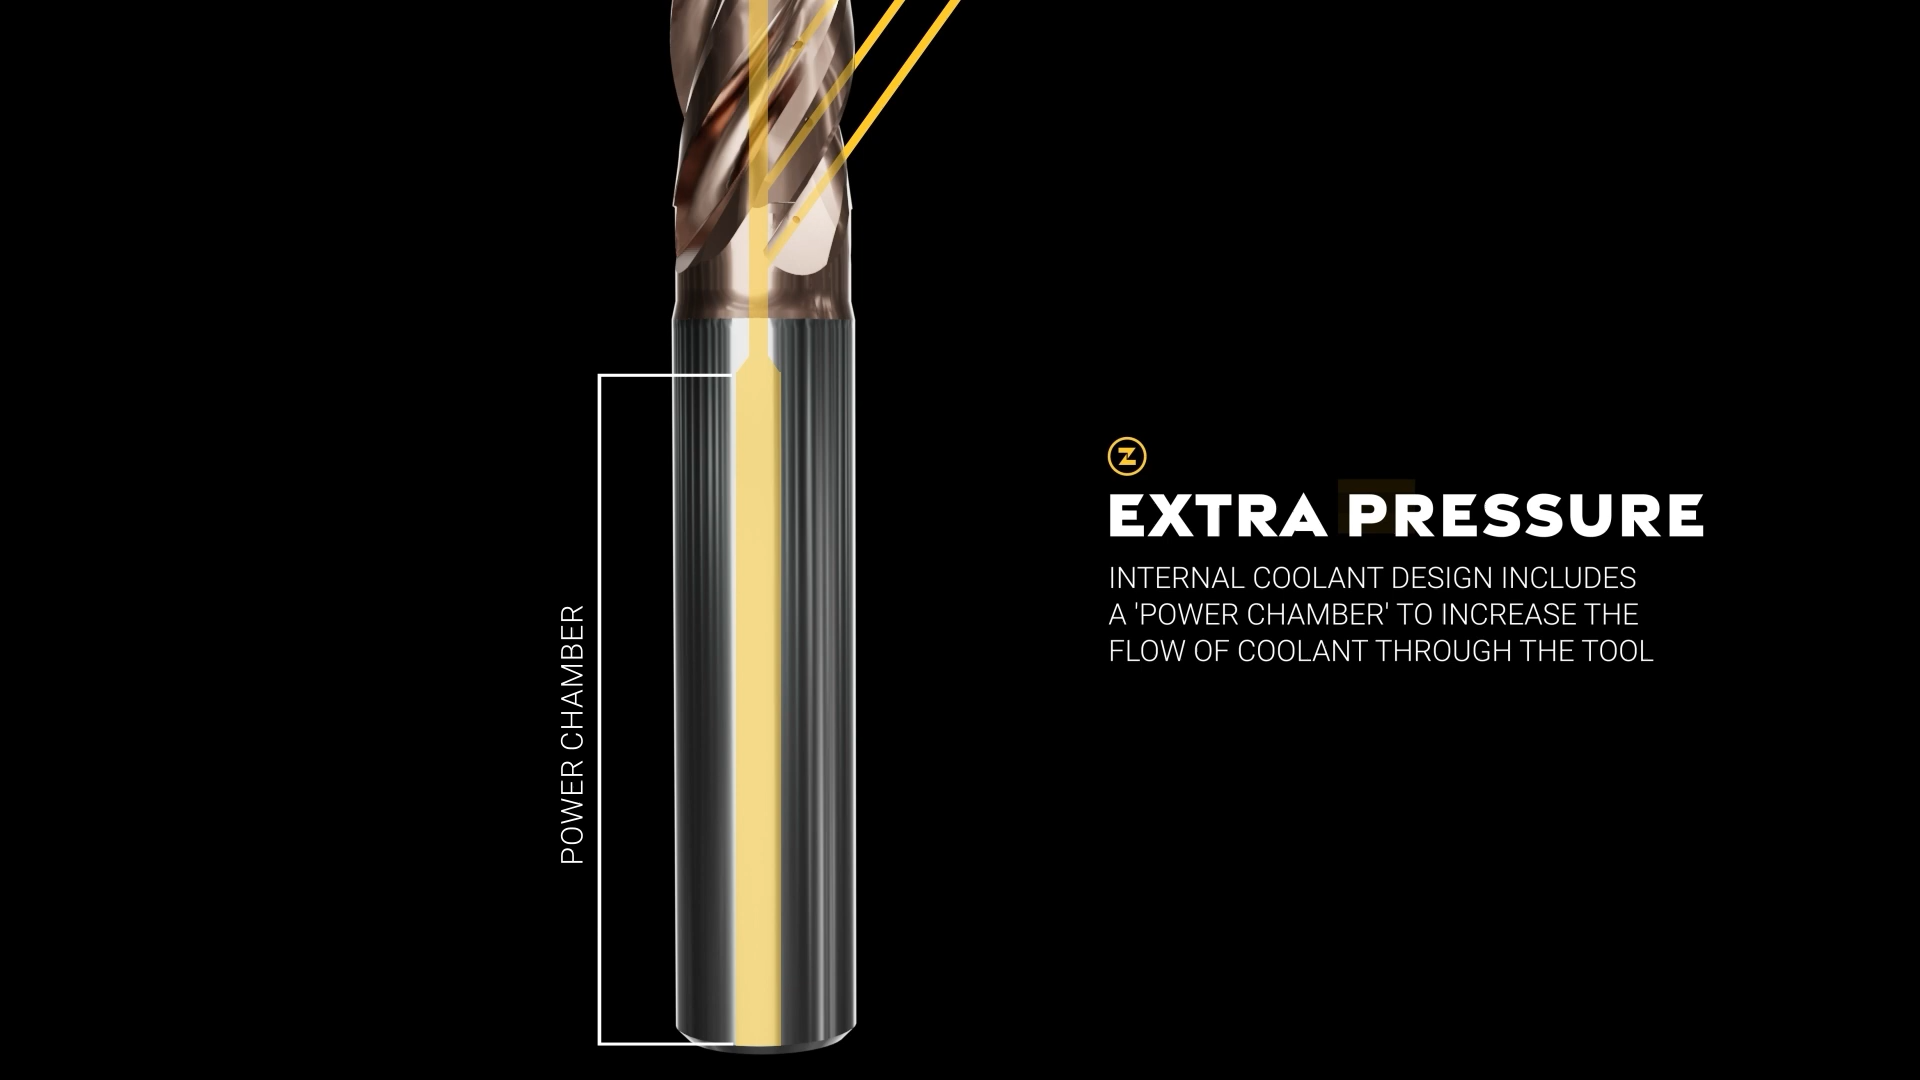 POWER CHAMBER
Z
EXTRA PRESSURE
INTERNAL COOLANT DESIGN INCLUDES
A 'POWER CHAMBER' TO INCREASE THE
FLOW OF COOLANT THROUGH THE TOOL